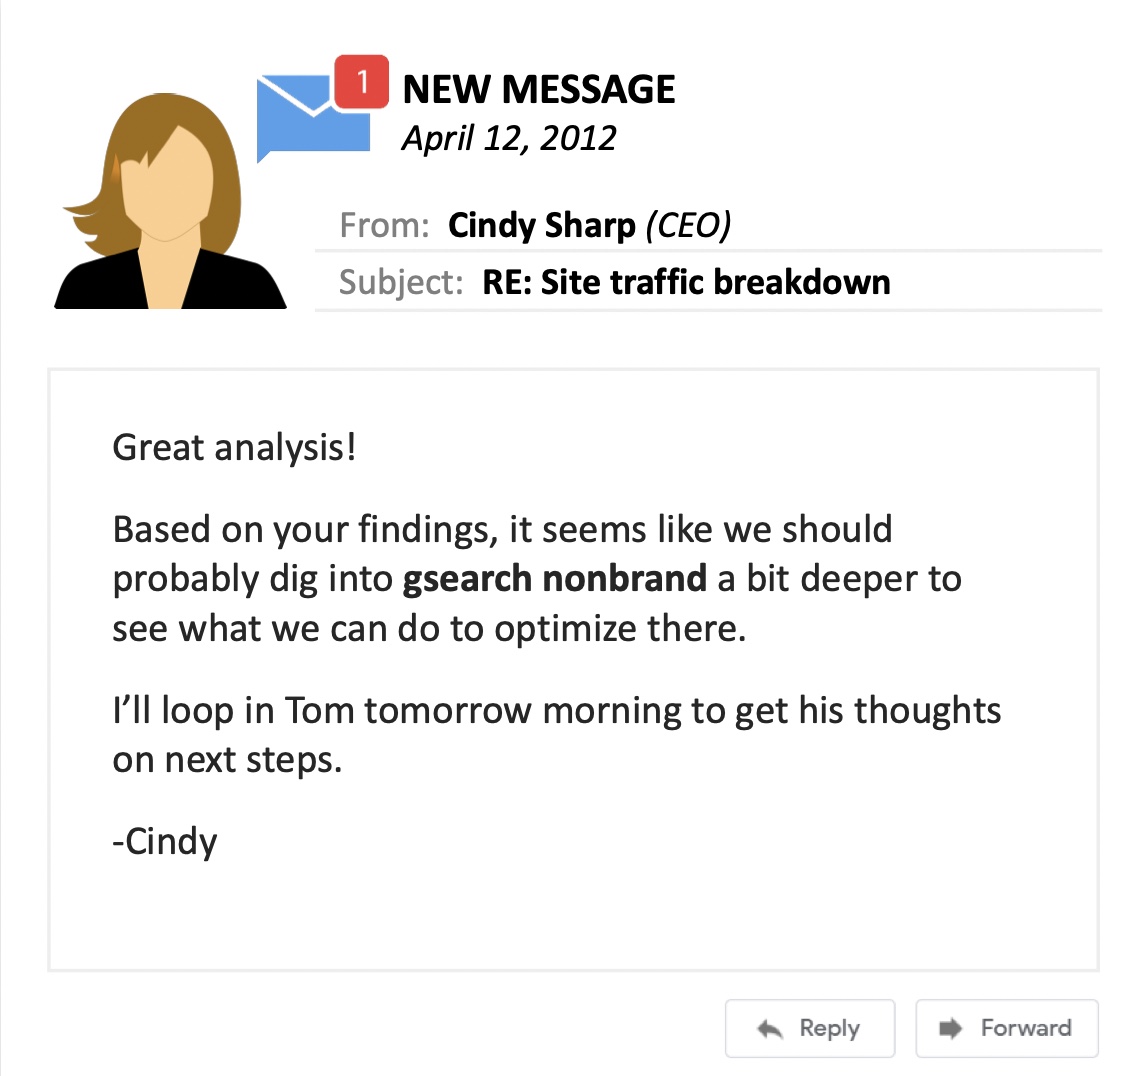 1
NEW MESSAGE
April 12, 2012
From: Cindy Sharp (CEO)
Subject: RE: Site traffic breakdown
Great analysis!
Based on your findings, it seems like we should
probably dig into gsearch nonbrand a bit deeper to
see what we can do to optimize there.
I’ll loop in Tom tomorrow morning to get his thoughts
on next steps.
-Cindy
Reply
Forward